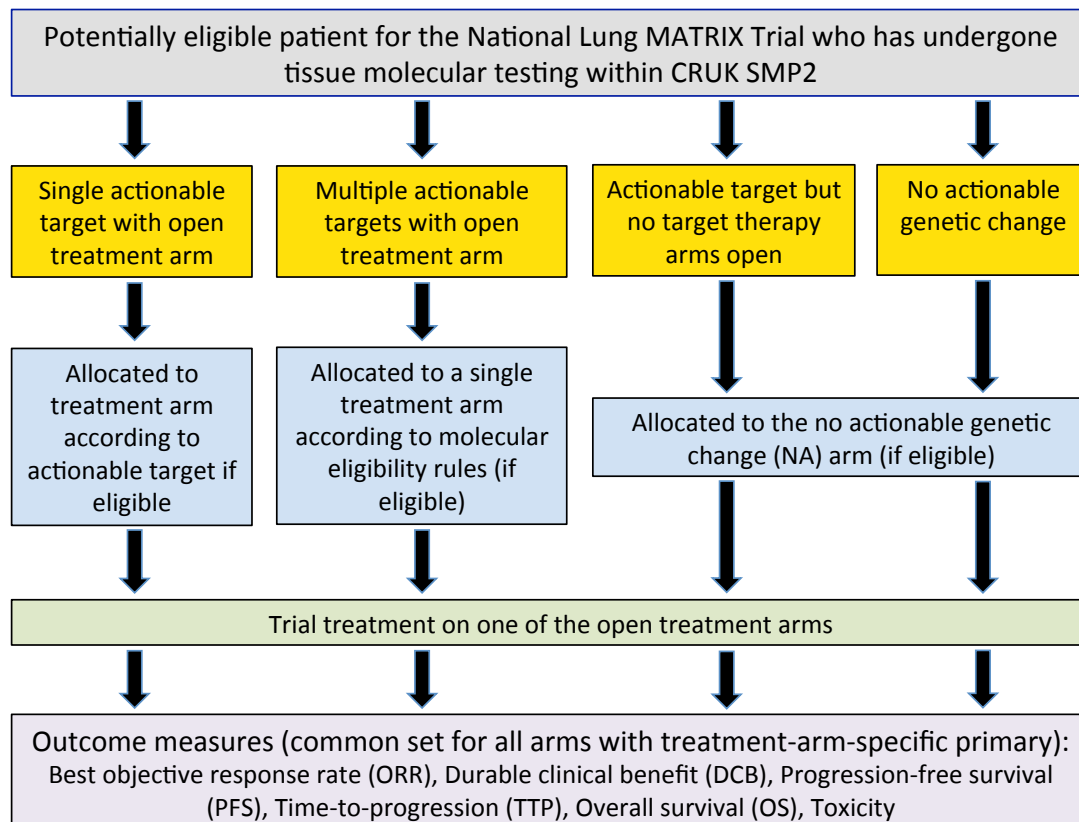 Potentially eligible patient for the National Lung MATRIX Trial who has undergone
tissue molecular testing within CRUK SMP2
Single actionable
target with open
treatment arm
Multiple actionable
targets with open
treatment arm
Actionable target but
no target therapy
arms open
No actionable
genetic change
Allocated to
treatment arm
according to
actionable target if
eligible
Allocated to a single
treatment arm
according to molecular
eligibility rules (if
eligible)
Allocated to the no actionable genetic
change (NA) arm (if eligible)
Trial treatment on one of the open treatment arms
Outcome measures (common set for all arms with treatment-arm-specific primary):
Best objective response rate (ORR), Durable clinical benefit (DCB), Progression-free survival
(PFS), Time-to-progression (TTP), Overall survival (OS), Toxicity